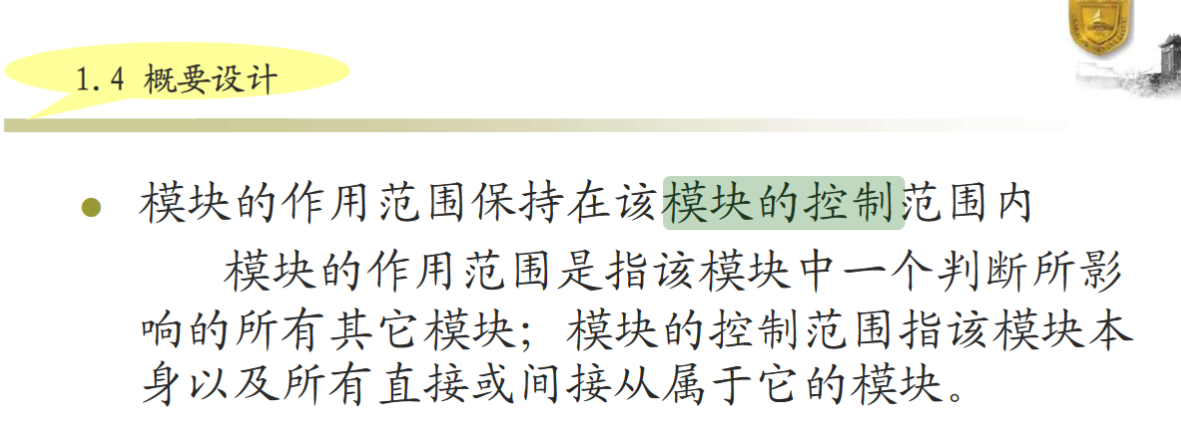 1.4 概要设计
模块的作用范围保持在该模块的控制范围内
模块的作用范围是指该模块中一个判断所影
响的所有其它模块；模块的控制范围指该模块本
身以及所有直接或间接从属于它的模块。